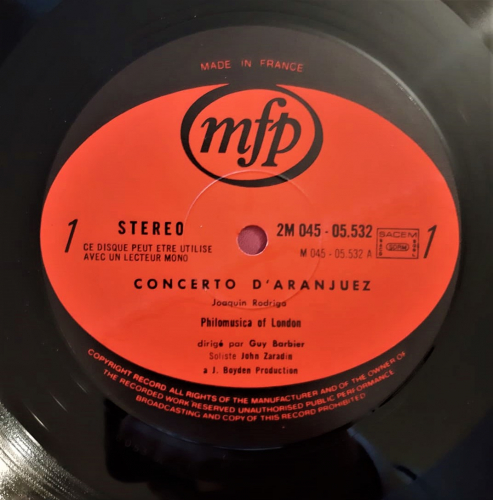 MADE IN FRANCE
mfp
1 STEREO 2M 045 - 05.532 SACEM 1
CE DISQUE PEUT ETRE UTILISE M 045 - 05.532 A
AVEC UN LECTEUR MONO
CONCERTO D'ARANJUEZ
Joaquin Rodrigo
Philomusica of London
dirigé par Guy Barbier
Soliste John Zaradin
a J. Boyden Production
COPYRIGHT RECORD ALL RIGHTS OF THE MANUFACTURER AND OF THE OWNER OF
THE RECORDED WORK RESERVED UNAUTHORISED PUBLIC PERFORMANCE
BROADCASTING AND COPY OF THIS RECORD PROHIBITED